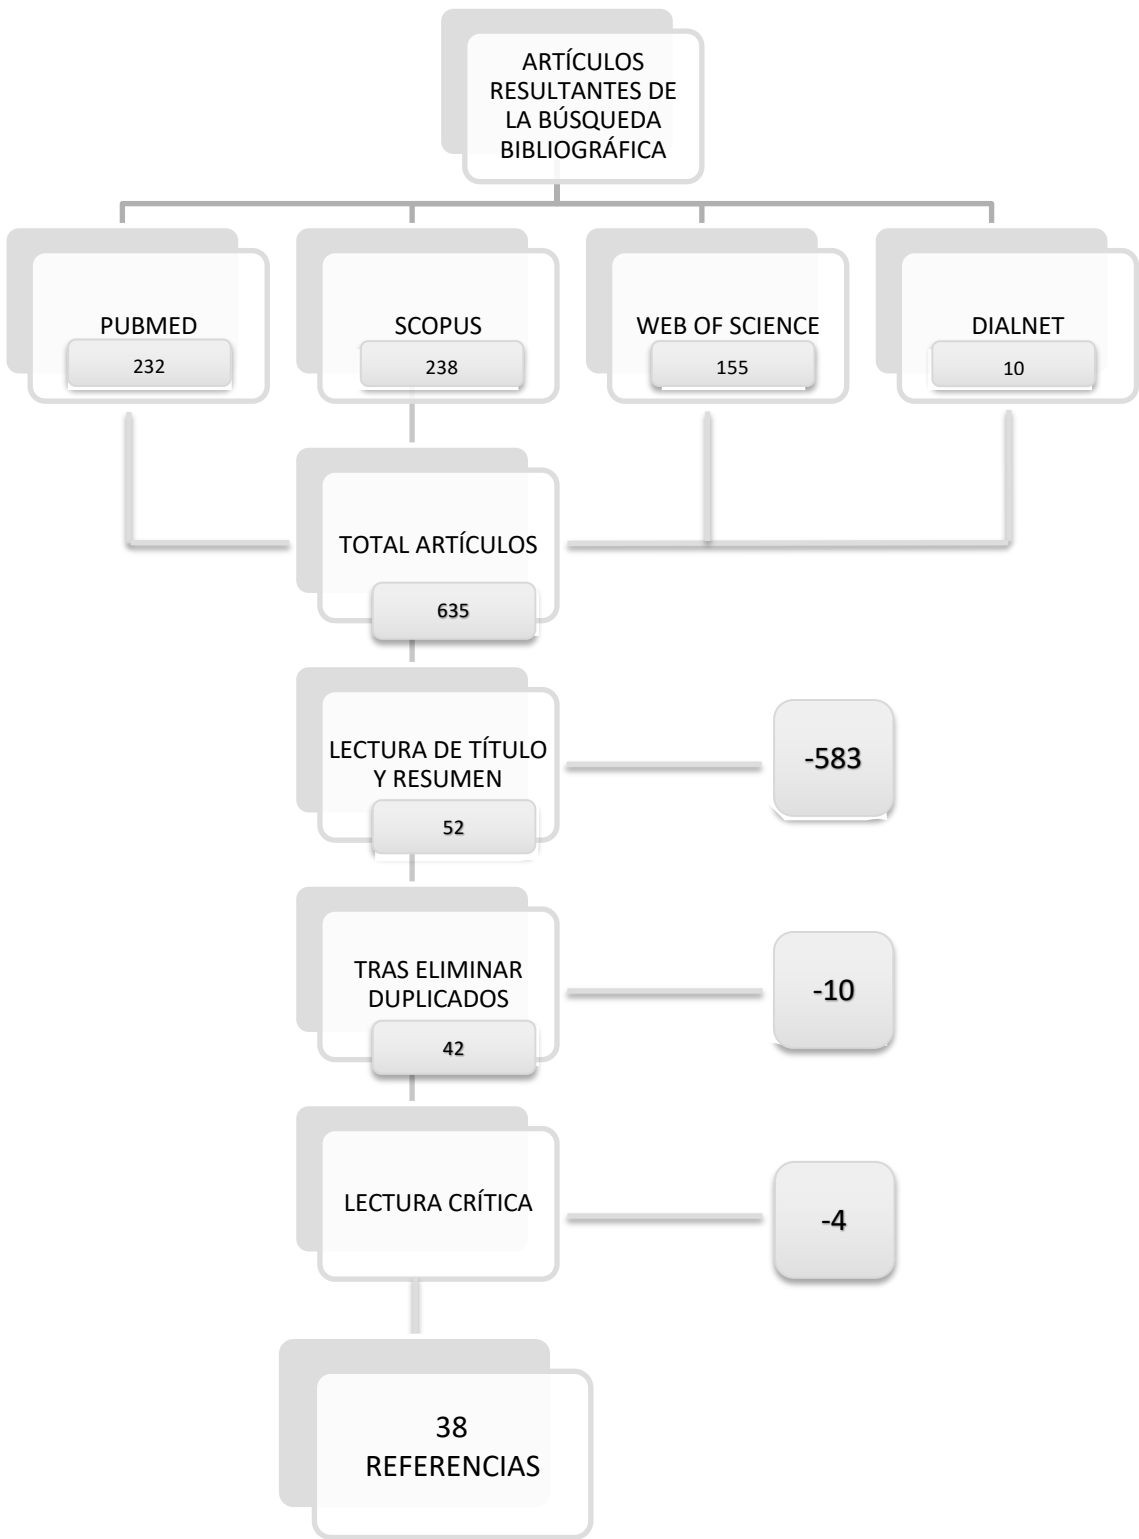 ARTÍCULOS
RESULTANTES DE
LA BÚSQUEDA
BIBLIOGRÁFICA
PUBMED
232
SCOPUS
238
WEB OF SCIENCE
155
DIALNET
10
TOTAL ARTÍCULOS
635
LECTURA DE TÍTULO
Y RESUMEN
52
-583
TRAS ELIMINAR
DUPLICADOS
42
-10
LECTURA CRÍTICA
-4
38
REFERENCIAS